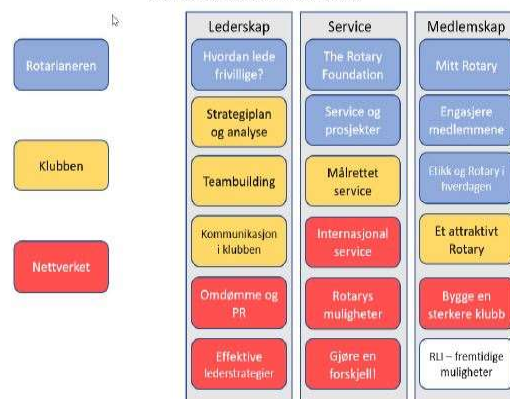 Rotarianeren
Klubben
Nettverket
Lederskap
Hvordan lede
frivillige?
Strategiplan
og analyse
Teambuilding
Kommunikasjon
i klubben
Omdømme og
PR
Effektive
lederstrategier
Service
The Rotary
Foundation
Service og
prosjekter
Målrettet
service
Internasjonal
service
Rotarys
muligheter
Gjøre en
forskjell!
Medlemskap
Mitt Rotary
Engasjere
medlemmene
Etikk og Rotary i
hverdagen
Et attraktivt
Rotary
Bygge en
sterkere klubb
RLI – fremtidige
muligheter